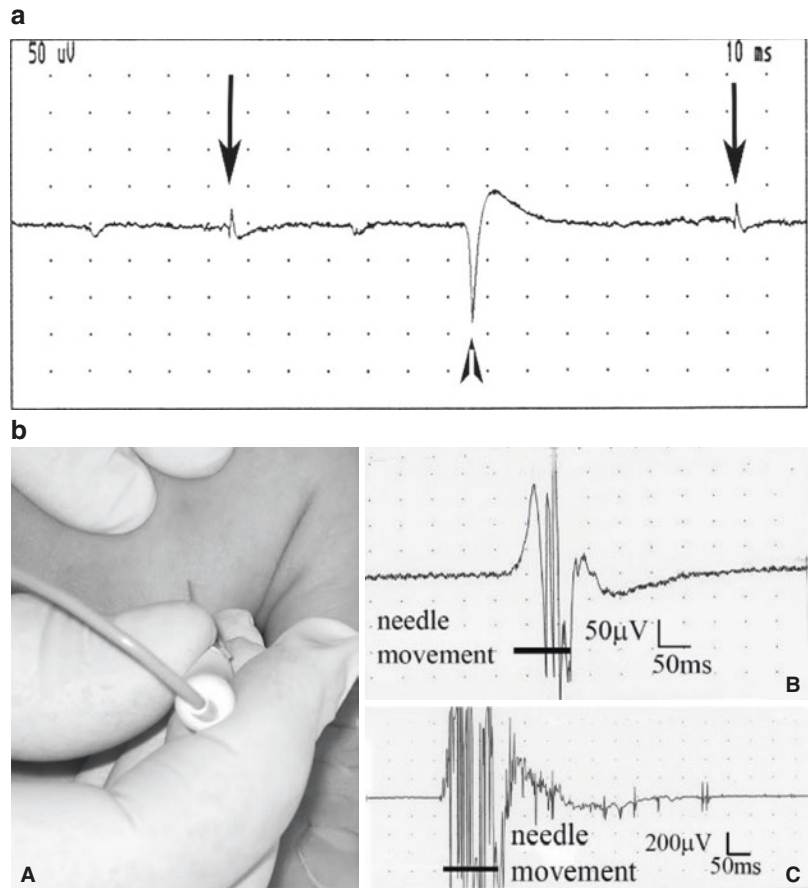 a
50 uV
10 ms
b
needle
movement
50μV
50ms
B
needle
movement
200μV
50ms
A
C